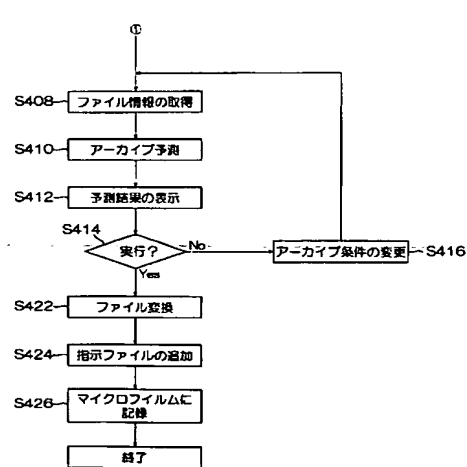 ①
S408 ファイル情報の取得
S410 アーカイブ予測
S412 予測結果の表示
S414
実行？ No アーカイブ条件の変更 S416
Yes
S422 ファイル変換
S424 指示ファイルの追加
S426 マイクロフィルムに
記録
終了